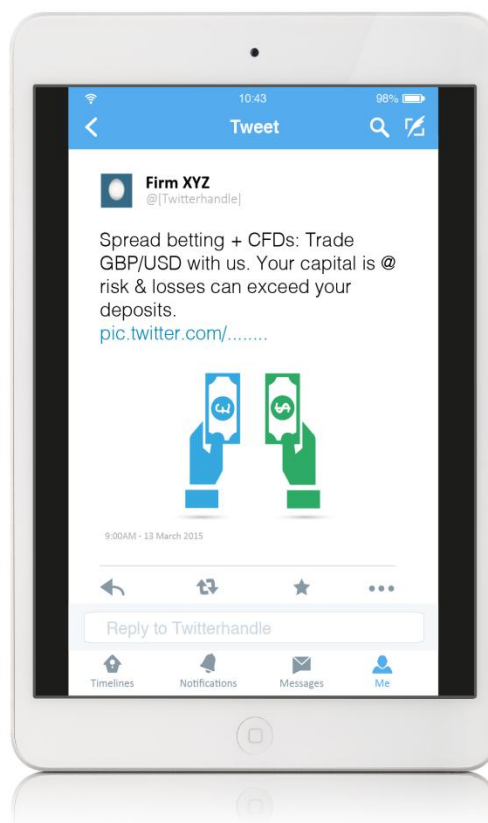 10:43
98%
Tweet
Firm XYZ
@[Twitterhandle]
Spread betting + CFDs: Trade
GBP/USD with us. Your capital is @
risk & losses can exceed your
deposits.
pic.twitter.com/........
£
$
9:00AM - 13 March 2015
Reply to Twitterhandle
Timelines
Notifications
Messages
Me